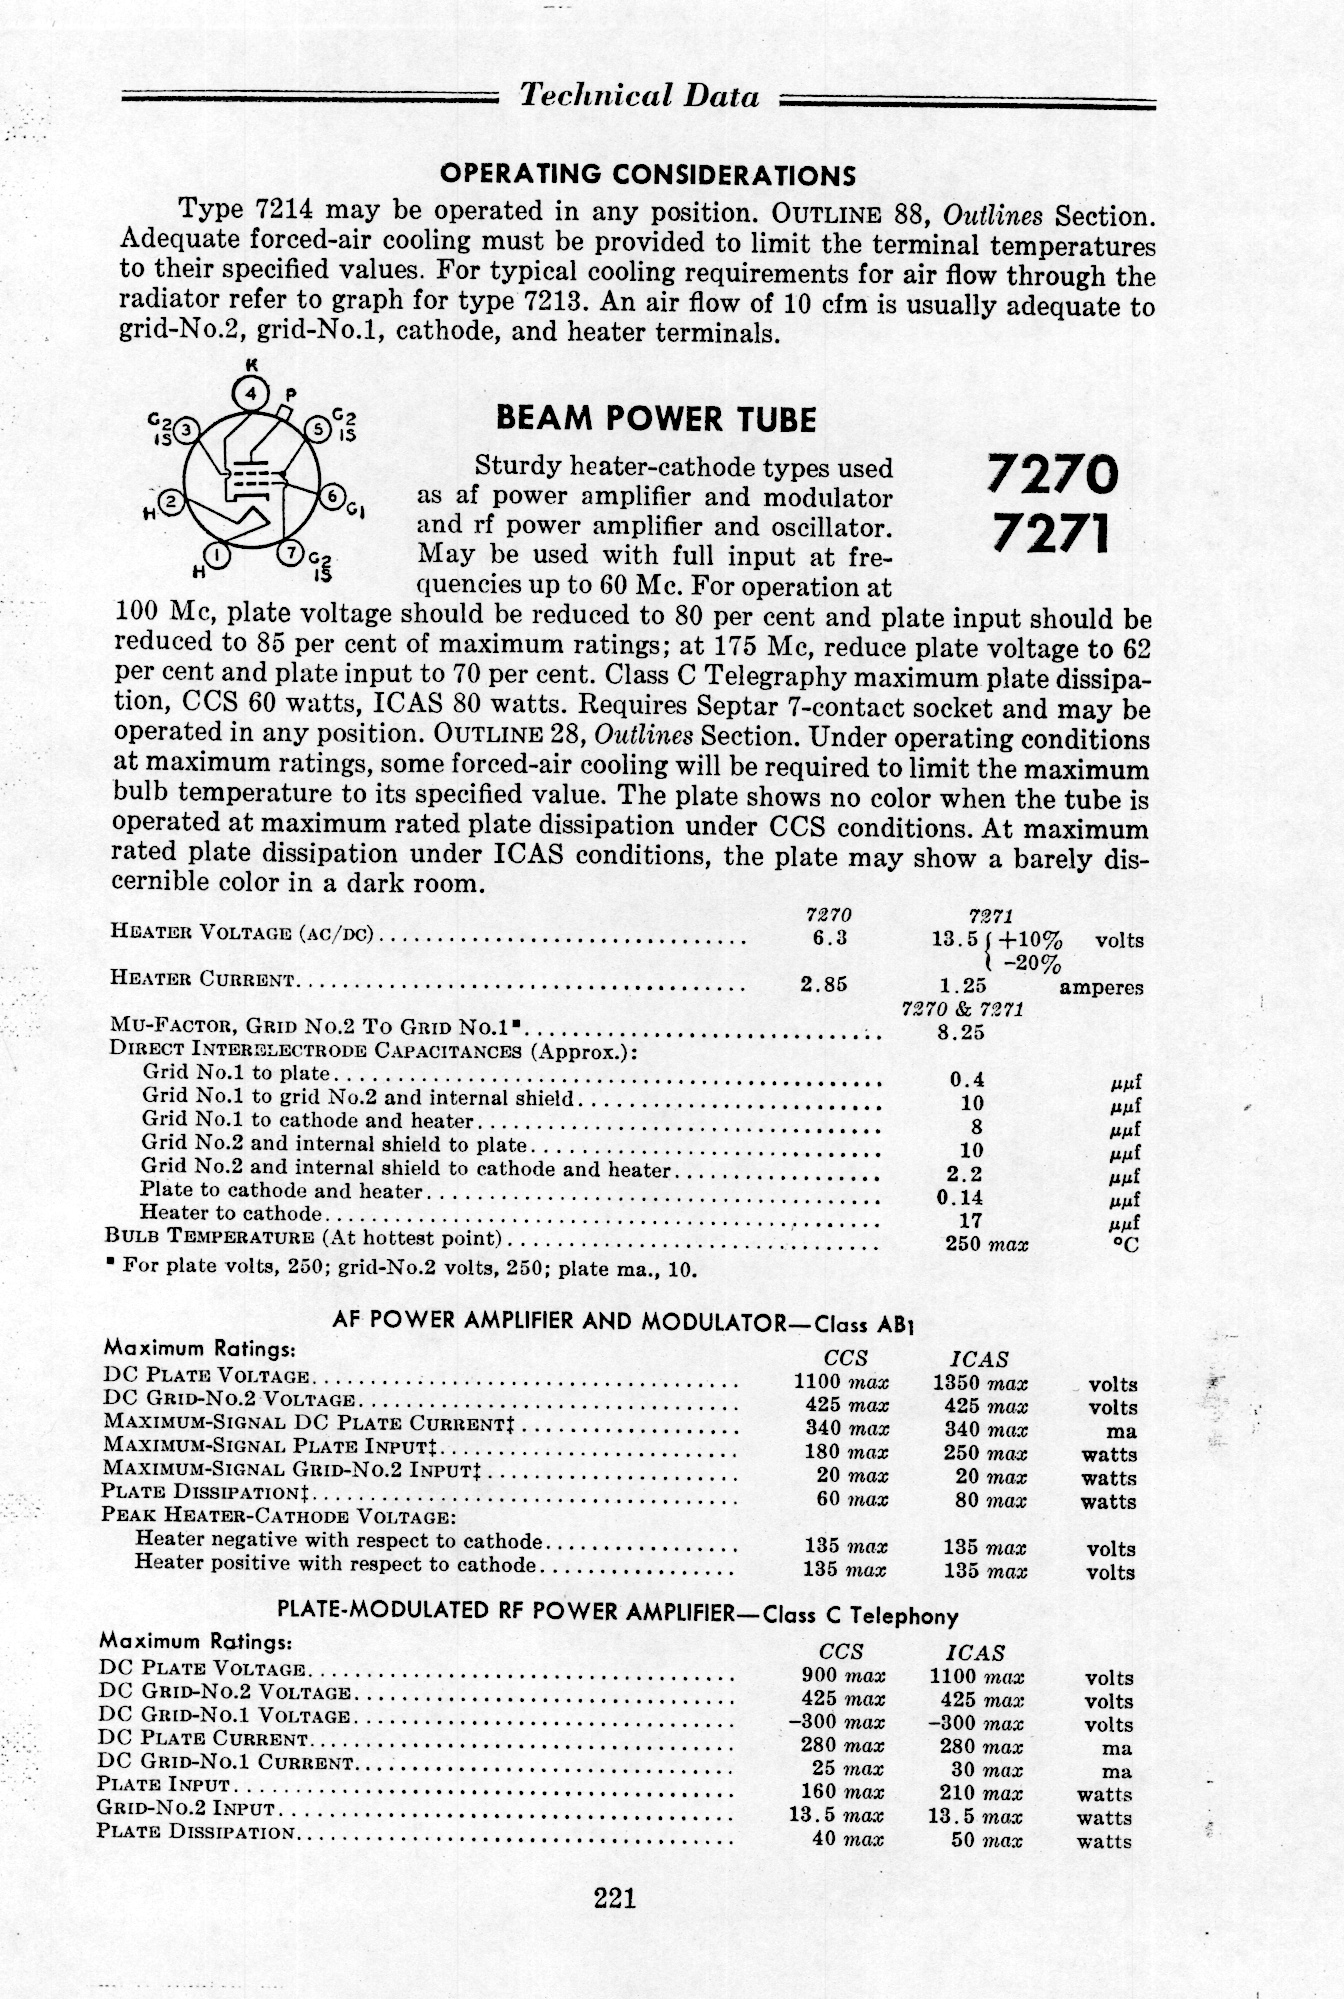 Technical Data
OPERATING CONSIDERATIONS
Type 7214 may be operated in any position. OUTLINE 88, Outlines Section.
Adequate forced-air cooling must be provided to limit the terminal temperatures
to their specified values. For typical cooling requirements for air flow through the
radiator refer to graph for type 7213. An air flow of 10 cfm is usually adequate to
grid-No.2, grid-No.1, cathode, and heater terminals.
K
4 P
G2 IS 3 5 G2 IS
H 2 6 G1
H 1 7 G2 IS
BEAM POWER TUBE
7270
7271
Sturdy heater-cathode types used
as af power amplifier and modulator
and rf power amplifier and oscillator.
May be used with full input at fre-
quencies up to 60 Mc. For operation at
100 Mc, plate voltage should be reduced to 80 per cent and plate input should be
reduced to 85 per cent of maximum ratings; at 175 Mc, reduce plate voltage to 62
per cent and plate input to 70 per cent. Class C Telegraphy maximum plate dissipa-
tion, CCS 60 watts, ICAS 80 watts. Requires Septar 7-contact socket and may be
operated in any position. OUTLINE 28, Outlines Section. Under operating conditions
at maximum ratings, some forced-air cooling will be required to limit the maximum
bulb temperature to its specified value. The plate shows no color when the tube is
operated at maximum rated plate dissipation under CCS conditions. At maximum
rated plate dissipation under ICAS conditions, the plate may show a barely dis-
cernible color in a dark room.
7270 7271
HEATER VOLTAGE (AC/DC) 6.3 13.5 { +10% volts
-20%
HEATER CURRENT 2.85 1.25 amperes
7270 & 7271
MU-FACTOR, GRID NO.2 TO GRID NO.1■ 8.25
DIRECT INTERELECTRODE CAPACITANCES (Approx.):
Grid No.1 to plate 0.4 μμf
Grid No.1 to grid No.2 and internal shield 10 μμf
Grid No.1 to cathode and heater 8 μμf
Grid No.2 and internal shield to plate 10 μμf
Grid No.2 and internal shield to cathode and heater 2.2 μμf
Plate to cathode and heater 0.14 μμf
Heater to cathode 17 μμf
BULB TEMPERATURE (At hottest point) 250 max °C
■ For plate volts, 250; grid-No.2 volts, 250; plate ma., 10.
AF POWER AMPLIFIER AND MODULATOR—Class AB1
Maximum Ratings: CCS ICAS
DC PLATE VOLTAGE 1100 max 1350 max volts
DC GRID-NO.2 VOLTAGE 425 max 425 max volts
MAXIMUM-SIGNAL DC PLATE CURRENT‡ 340 max 340 max ma
MAXIMUM-SIGNAL PLATE INPUT‡ 180 max 250 max watts
MAXIMUM-SIGNAL GRID-NO.2 INPUT‡ 20 max 20 max watts
PLATE DISSIPATION‡ 60 max 80 max watts
PEAK HEATER-CATHODE VOLTAGE:
Heater negative with respect to cathode 135 max 135 max volts
Heater positive with respect to cathode 135 max 135 max volts
PLATE-MODULATED RF POWER AMPLIFIER—Class C Telephony
Maximum Ratings: CCS ICAS
DC PLATE VOLTAGE 900 max 1100 max volts
DC GRID-NO.2 VOLTAGE 425 max 425 max volts
DC GRID-NO.1 VOLTAGE –300 max –300 max volts
DC PLATE CURRENT 280 max 280 max ma
DC GRID-NO.1 CURRENT 25 max 30 max ma
PLATE INPUT 160 max 210 max watts
GRID-NO.2 INPUT 13.5 max 13.5 max watts
PLATE DISSIPATION 40 max 50 max watts
221